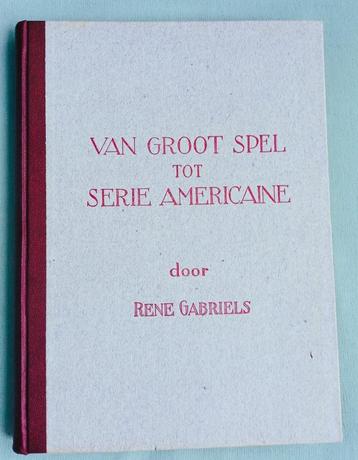 VAN GROOT SPEL
TOT
SERIE AMERICAINE
door
RENE GABRIELS